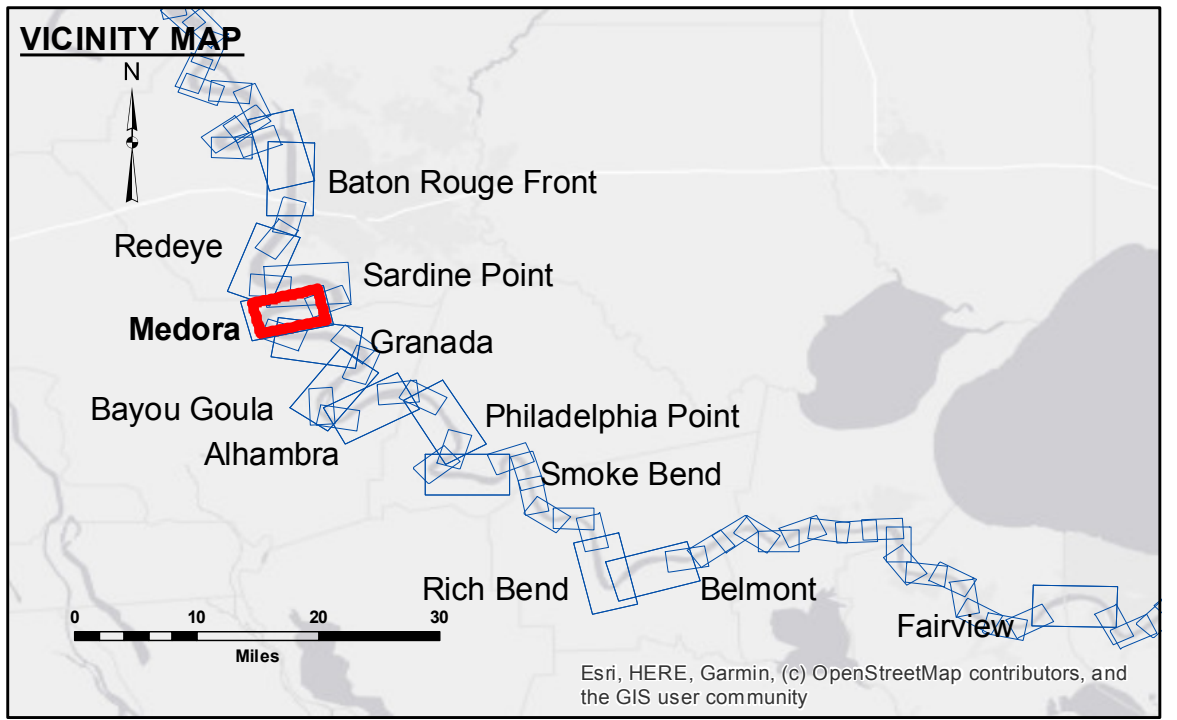 VICINITY MAP
N
Baton Rouge Front
Redeye
Sardine Point
Medora
Granada
Bayou Goula
Philadelphia Point
Alhambra
Smoke Bend
Rich Bend
Belmont
Fairview
0 10 20 30
Miles
Esri, HERE, Garmin, (c) OpenStreetMap contributors, and
the GIS user community